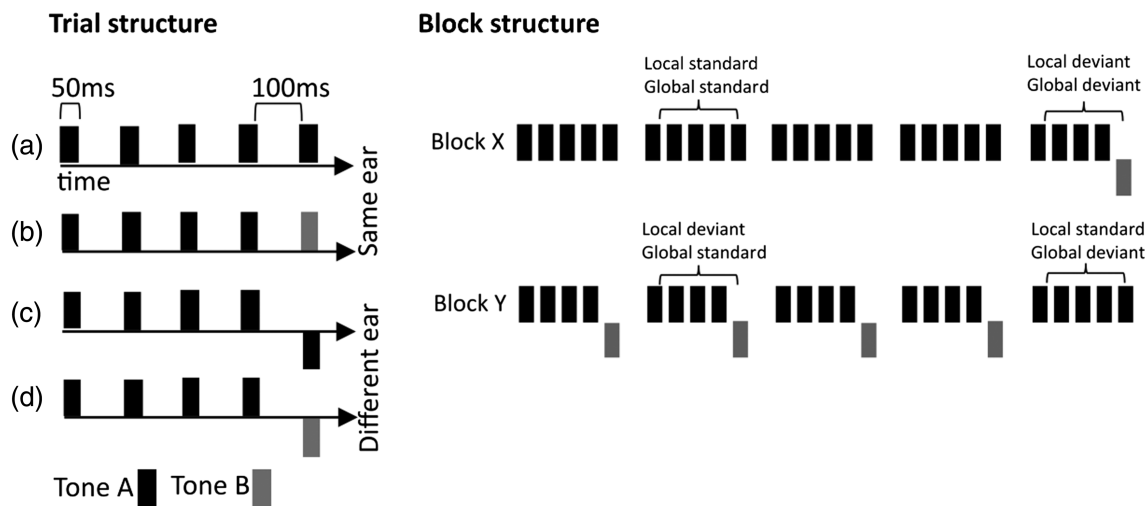 Trial structure
50ms
100ms
(a)
time
(b)
Same ear
(c)
(d)
Different ear
Tone A
Tone B
Block structure
Local standard
Global standard
Local deviant
Global deviant
Block X
Local deviant
Global standard
Local standard
Global deviant
Block Y